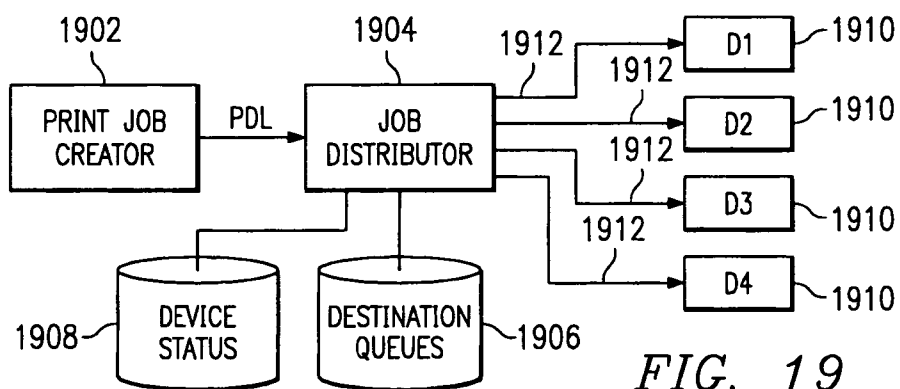 1902
1904
1912
D1
1910
PRINT JOB
CREATOR
PDL
JOB
DISTRIBUTOR
1912
D2
1910
1912
D3
1910
1912
D4
1910
1908
DEVICE
STATUS
DESTINATION
QUEUES
1906
FIG. 19